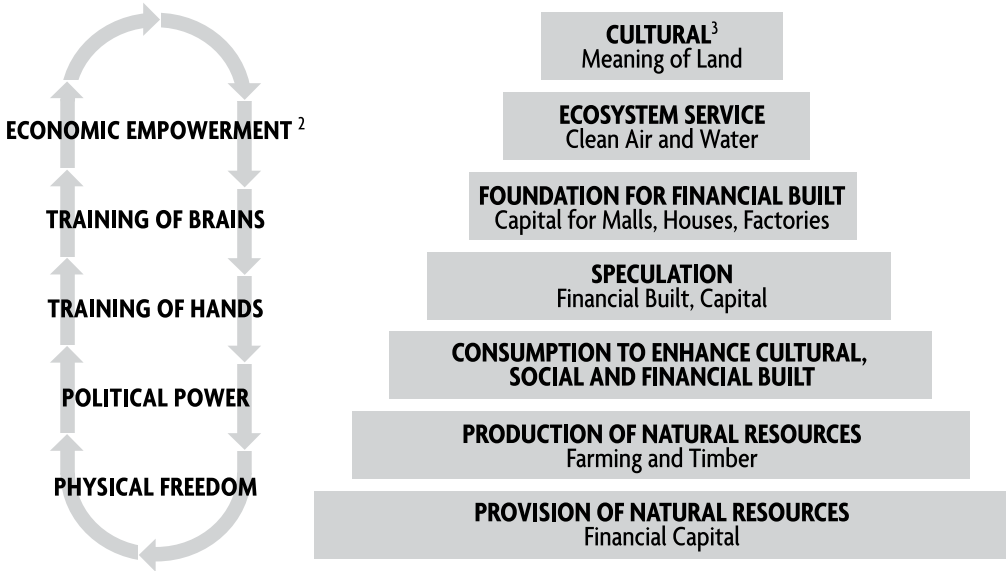 ECONOMIC EMPOWERMENT 2
TRAINING OF BRAINS
TRAINING OF HANDS
POLITICAL POWER
PHYSICAL FREEDOM
CULTURAL3
Meaning of Land
ECOSYSTEM SERVICE
Clean Air and Water
FOUNDATION FOR FINANCIAL BUILT
Capital for Malls, Houses, Factories
SPECULATION
Financial Built, Capital
CONSUMPTION TO ENHANCE CULTURAL,
SOCIAL AND FINANCIAL BUILT
PRODUCTION OF NATURAL RESOURCES
Farming and Timber
PROVISION OF NATURAL RESOURCES
Financial Capital